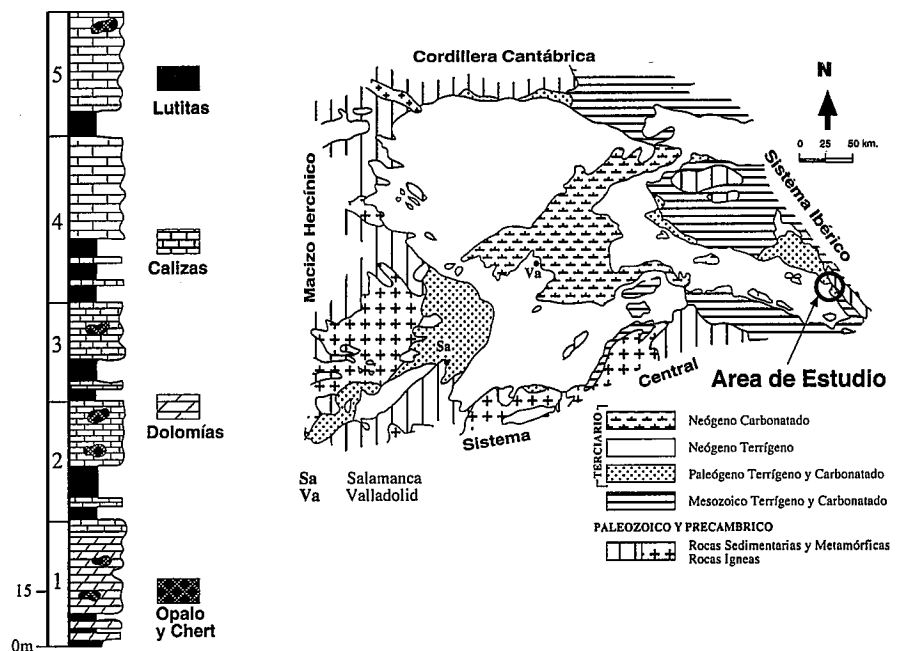 5
4
3
2
1
15
0m
Lutitas
Calizas
Dolomías
Opalo
y Chert
Cordillera Cantábrica
Macizo Hercínico
Sistéma Ibérico
N
0 25 50 km.
Va
Sa
Central
Sistema
Area de Estudio
Sa Salamanca
Va Valladolid
TERCIARIO
Neógeno Carbonatado
Neógeno Terrígeno
Paleógeno Terrígeno y Carbonatado
Mesozoico Terrígeno y Carbonatado
PALEOZOICO Y PRECAMBRICO
Rocas Sedimentarias y Metamórficas
Rocas Igneas